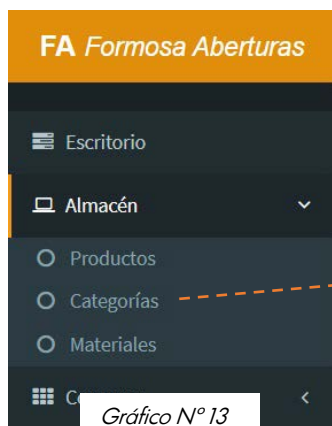 FA Formosa Aberturas
Escritorio
Almacén
Productos
Categorías
Materiales
Gráfico N° 13